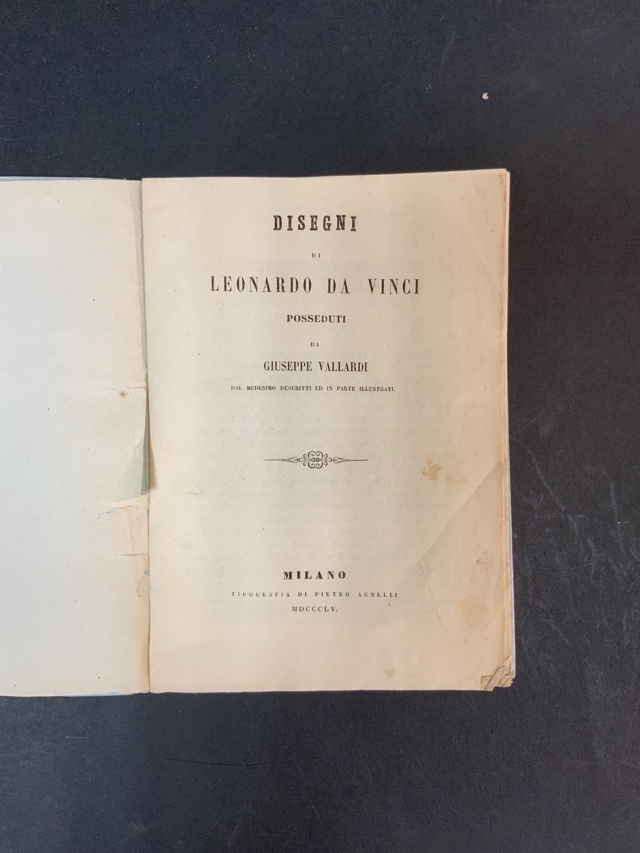 DISEGNI
DI
LEONARDO DA VINCI
POSSEDUTI
DA
GIUSEPPE VALLARDI
DAL MEDESIMO DESCRITTI ED IN PARTE ILLUSTRATI.
MILANO
TIPOGRAFIA DI PIETRO AGNELLI
MDCCCLV.